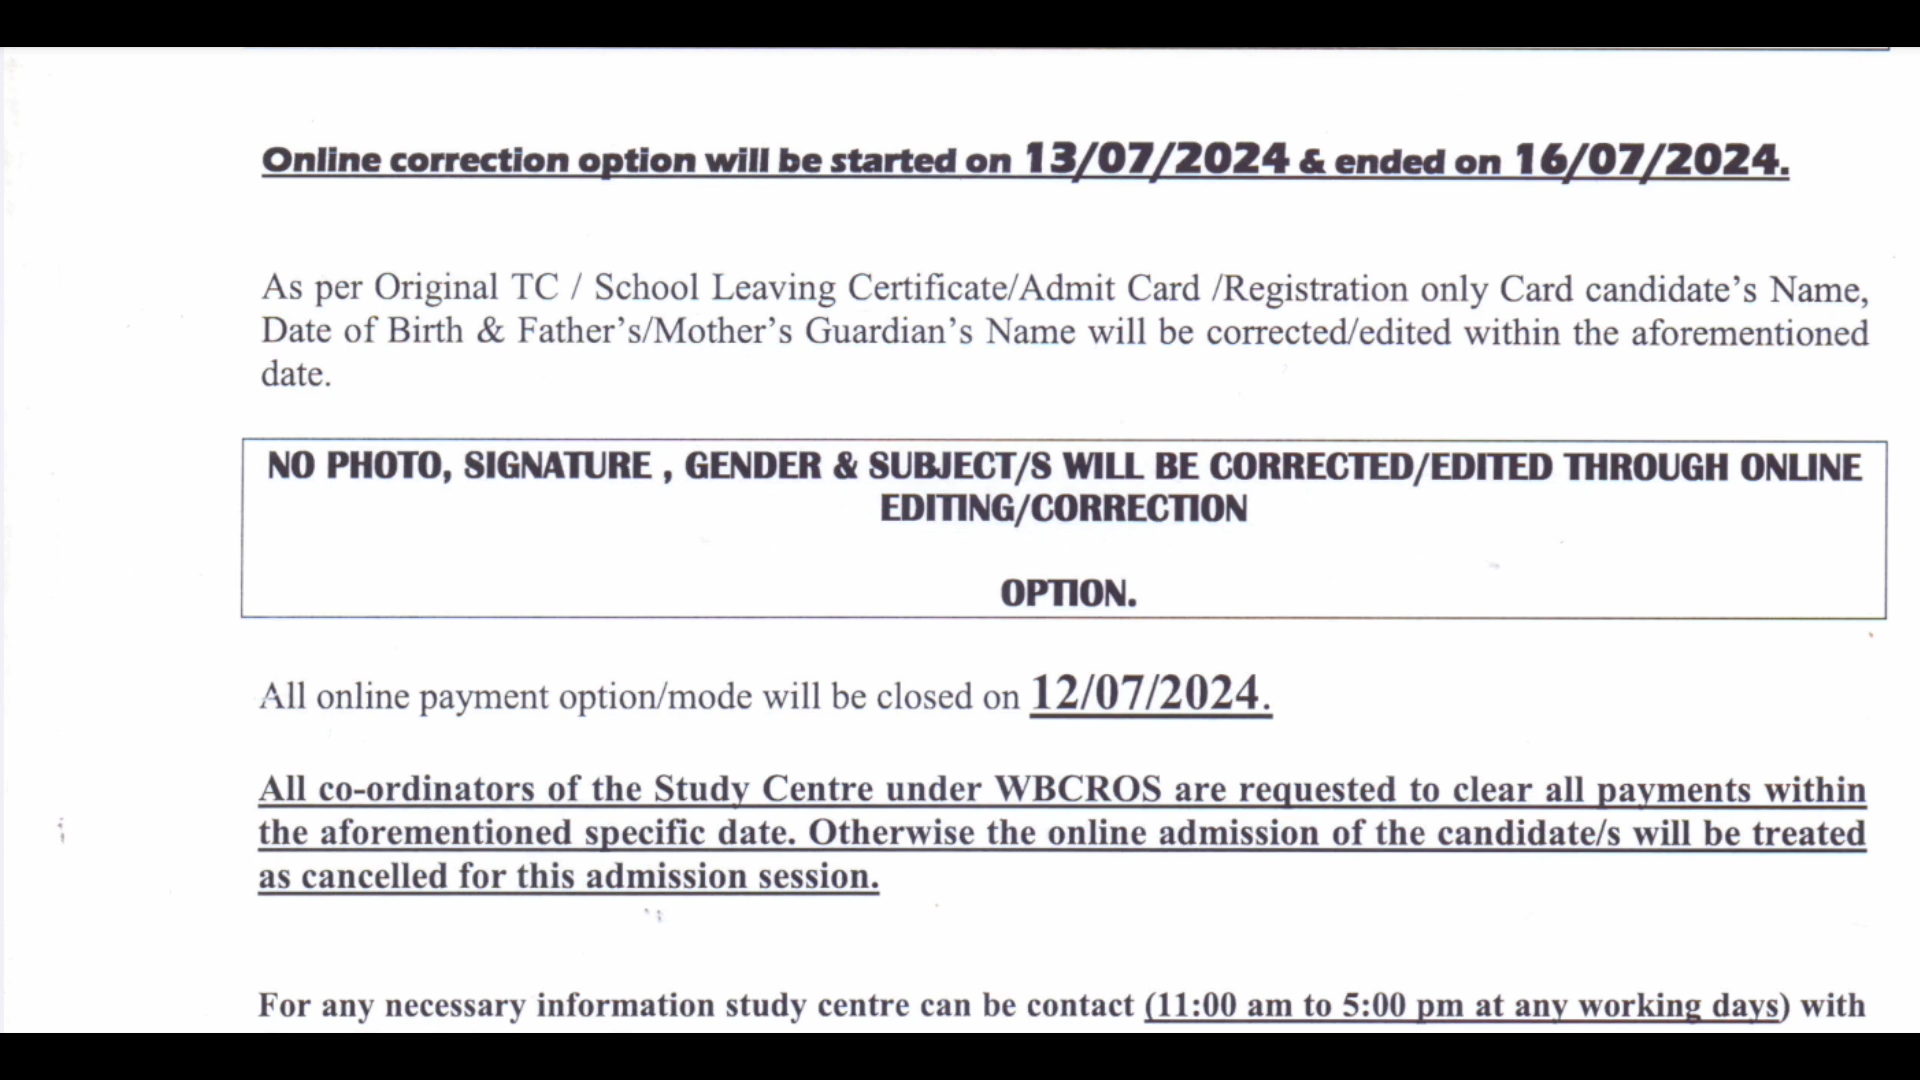 Online correction option will be started on 13/07/2024 & ended on 16/07/2024.
As per Original TC / School Leaving Certificate/Admit Card /Registration only Card candidate's Name,
Date of Birth & Father's/Mother's Guardian's Name will be corrected/edited within the aforementioned
date.
NO PHOTO, SIGNATURE , GENDER & SUBJECT/S WILL BE CORRECTED/EDITED THROUGH ONLINE
EDITING/CORRECTION
OPTION.
All online payment option/mode will be closed on 12/07/2024.
All co-ordinators of the Study Centre under WBCROS are requested to clear all payments within
the aforementioned specific date. Otherwise the online admission of the candidate/s will be treated
as cancelled for this admission session.
For any necessary information study centre can be contact (11:00 am to 5:00 pm at any working days) with